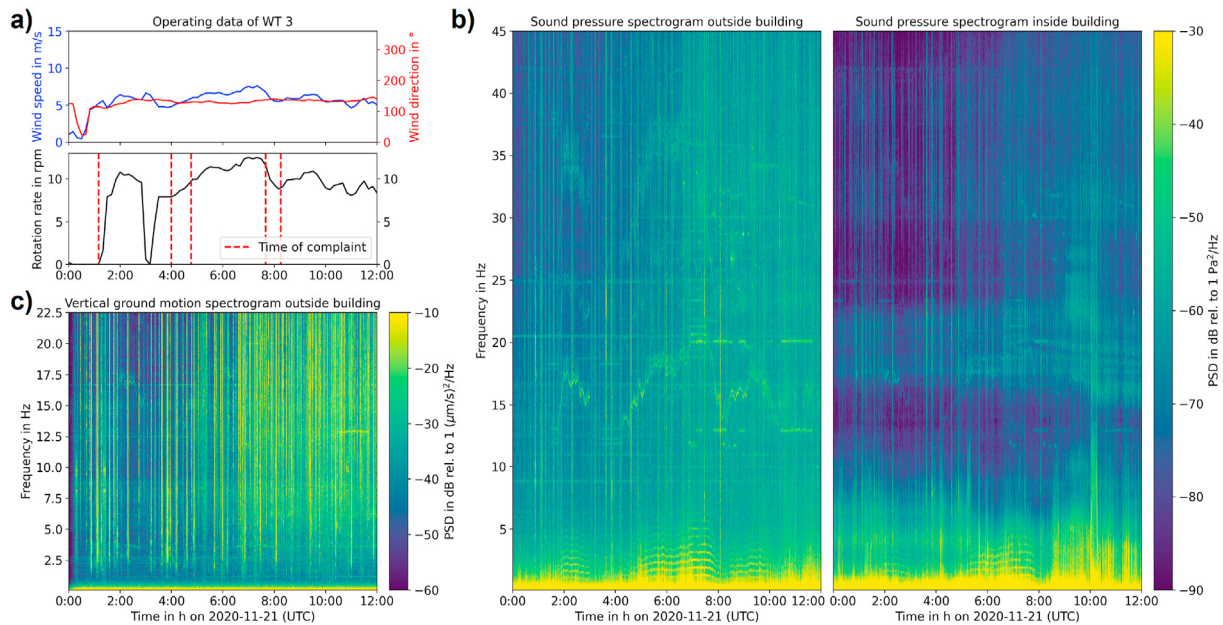 a)
Operating data of WT 3
Wind speed in m/s
15
10
5
0
300
200
100
0
Wind direction in °
Rotation rate in rpm
10
5
0
10
5
0
Time of complaint
0:00 2:00 4:00 6:00 8:00 10:00 12:00
b)
Sound pressure spectrogram outside building
Sound pressure spectrogram inside building
Frequency in Hz
45
40
35
30
25
20
15
10
5
Frequency in Hz
0:00 2:00 4:00 6:00 8:00 10:00 12:00
0:00 2:00 4:00 6:00 8:00 10:00 12:00
Time in h on 2020-11-21 (UTC)
−30
−40
−50
−60
−70
−80
−90
PSD in dB rel. to 1 Pa²/Hz
c)
Vertical ground motion spectrogram outside building
Frequency in Hz
22.5
20.0
17.5
15.0
12.5
10.0
7.5
5.0
2.5
0:00 2:00 4:00 6:00 8:00 10:00 12:00
Time in h on 2020-11-21 (UTC)
−10
−20
−30
−40
−50
−60
PSD in dB rel. to 1 (μm/s)²/Hz